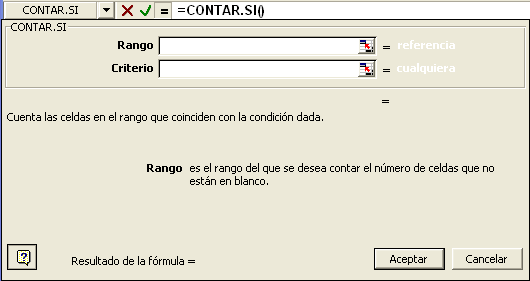 CONTAR.SI = =CONTAR.SI()
CONTAR.SI
Rango = referencia
Criterio = cualquiera
=
Cuenta las celdas en el rango que coinciden con la condición dada.
Rango es el rango del que se desea contar el número de celdas que no
están en blanco.
? Resultado de la fórmula = Aceptar Cancelar